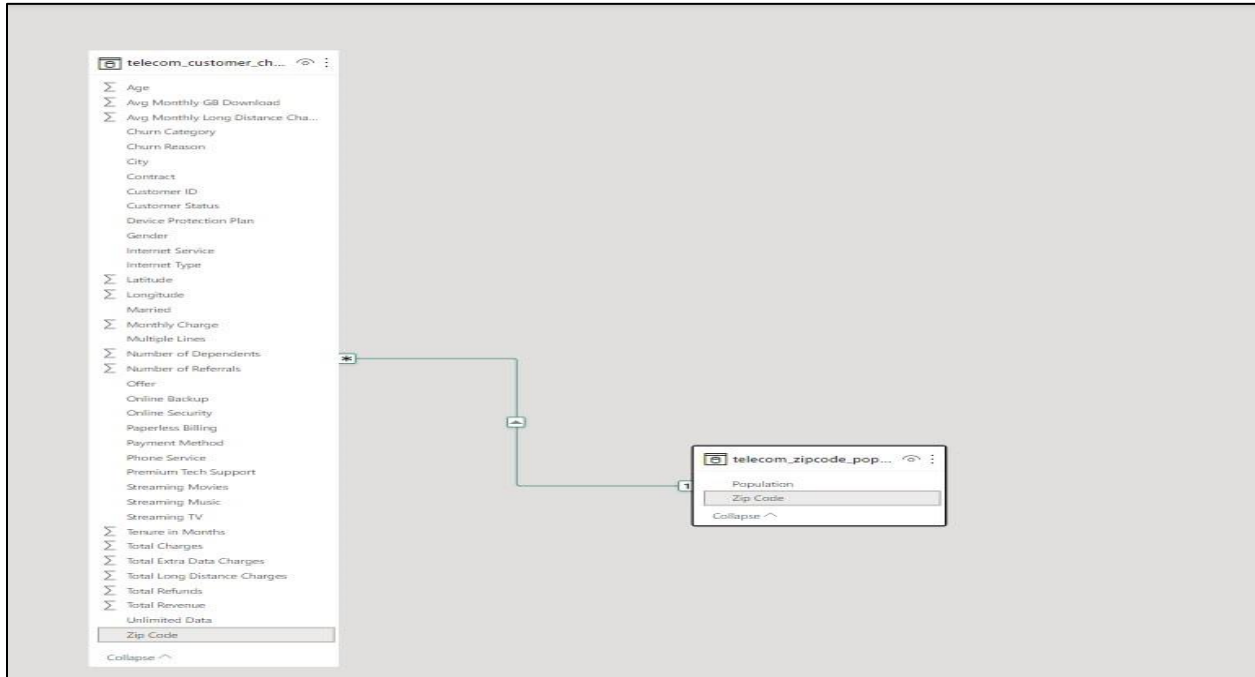 telecom_customer_ch...
Age
Avg Monthly GB Download
Avg Monthly Long Distance Cha...
Churn Category
Churn Reason
City
Contract
Customer ID
Customer Status
Device Protection Plan
Gender
Internet Service
Internet Type
Latitude
Longitude
Married
Monthly Charge
Multiple Lines
Number of Dependents
Number of Referrals
Offer
Online Backup
Online Security
Paperless Billing
Payment Method
Phone Service
Premium Tech Support
Streaming Movies
Streaming Music
Streaming TV
Tenure in Months
Total Charges
Total Extra Data Charges
Total Long Distance Charges
Total Refunds
Total Revenue
Unlimited Data
Zip Code
Collapse
*
1
telecom_zipcode_pop...
Population
Zip Code
Collapse